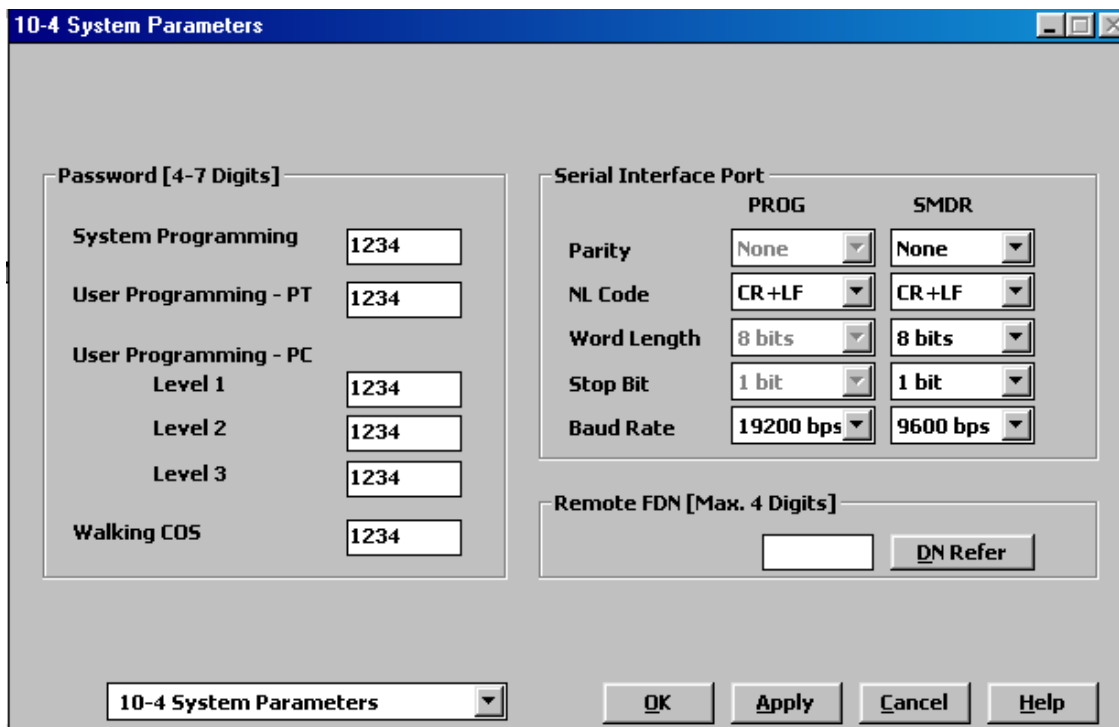 10-4 System Parameters
Password [4-7 Digits]
System Programming 1234
User Programming - PT 1234
User Programming - PC
Level 1 1234
Level 2 1234
Level 3 1234
Walking COS 1234
Serial Interface Port
PROG SMDR
Parity None None
NL Code CR+LF CR+LF
Word Length 8 bits 8 bits
Stop Bit 1 bit 1 bit
Baud Rate 19200 bps 9600 bps
Remote FDN [Max. 4 Digits]
DN Refer
10-4 System Parameters OK Apply Cancel Help